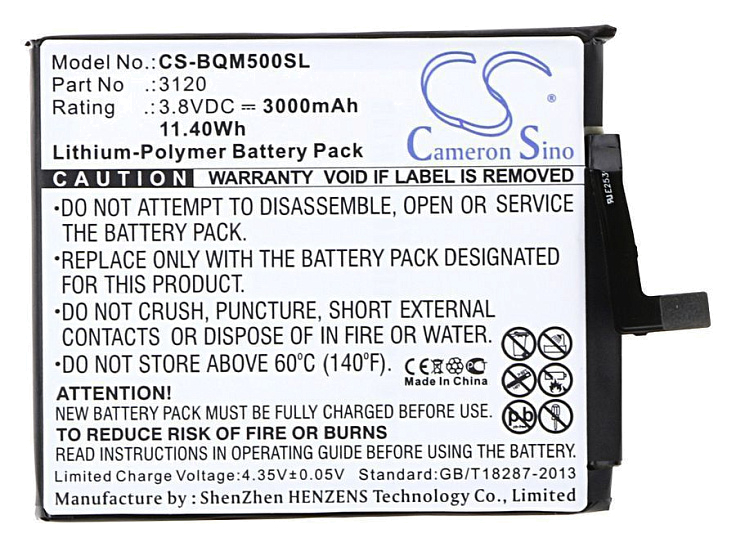 Model No.:CS-BQM500SL
Part No :3120
Rating :3.8VDC ⎓ 3000mAh
11.40Wh
Lithium-Polymer Battery Pack
CS
®
Cameron Sino
CAUTION WARRANTY VOID IF LABEL IS REMOVED
•DO NOT ATTEMPT TO DISASSEMBLE, OPEN OR SERVICE
THE BATTERY PACK.
•REPLACE ONLY WITH THE BATTERY PACK DESIGNATED
FOR THIS PRODUCT.
•DO NOT CRUSH, PUNCTURE, SHORT EXTERNAL
CONTACTS OR DISPOSE OF IN FIRE OR WATER.
•DO NOT STORE ABOVE 60°C (140°F).
CE
Made In China
Pb
ATTENTION!
NEW BATTERY PACK MUST BE FULLY CHARGED BEFORE USE.
TO REDUCE RISK OF FIRE OR BURNS
READ INSTRUCTIONS IN OPERATING GUIDE BEFORE USE.
Limited Charge Voltage:4.35V±0.05V Standard:GB/T18287-2013
Manufacture by : ShenZhen HENZENS Technology Co., Limited